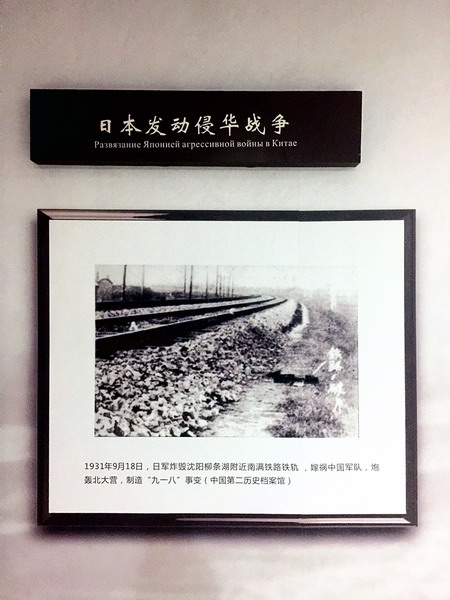 日本发动侵华战争
Развязание Японией агрессивной войны в Китае
1931年9月18日，日军炸毁沈阳柳条湖附近南满铁路铁轨，嫁祸中国军队，炮
轰北大营，制造“九一八”事变（中国第二历史档案馆）